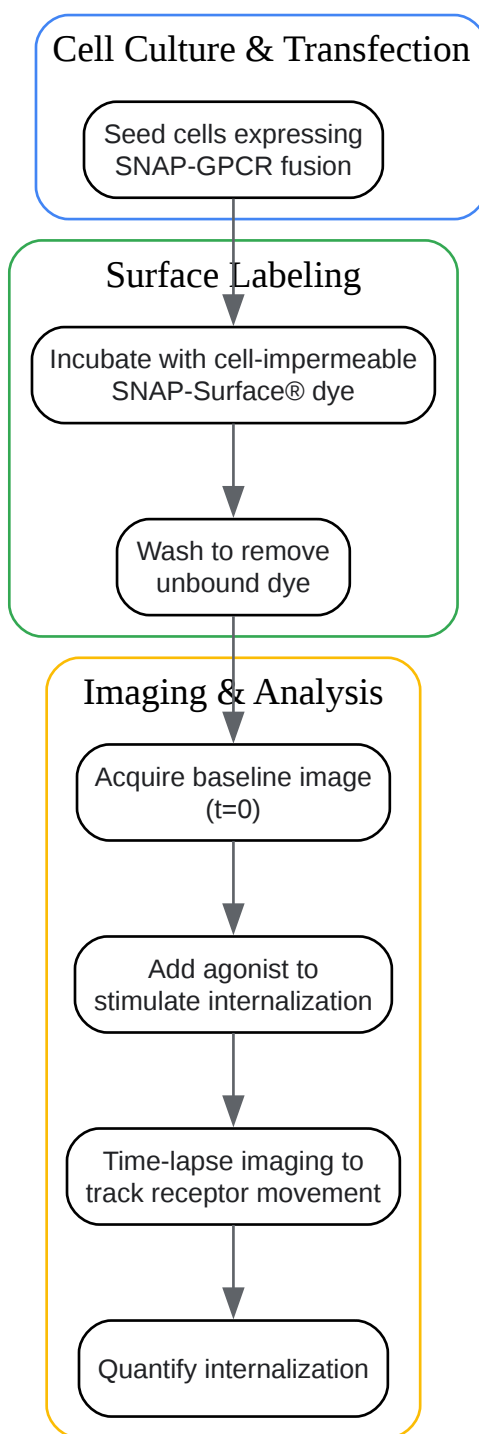 Cell Culture & Transfection
Seed cells expressing
SNAP-GPCR fusion
Surface Labeling
Incubate with cell-impermeable
SNAP-Surface® dye
Wash to remove
unbound dye
Imaging & Analysis
Acquire baseline image
(t=0)
Add agonist to
stimulate internalization
Time-lapse imaging to
track receptor movement
Quantify internalization